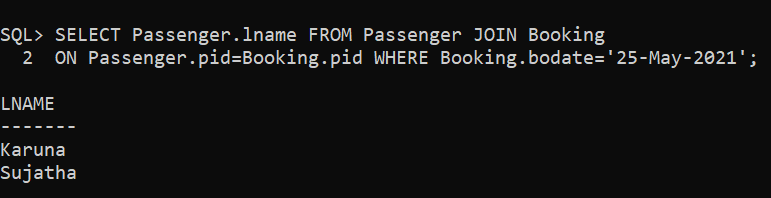 SQL> SELECT Passenger.lname FROM Passenger JOIN Booking
  2  ON Passenger.pid=Booking.pid WHERE Booking.bodate='25-May-2021';
LNAME
-------
Karuna
Sujatha